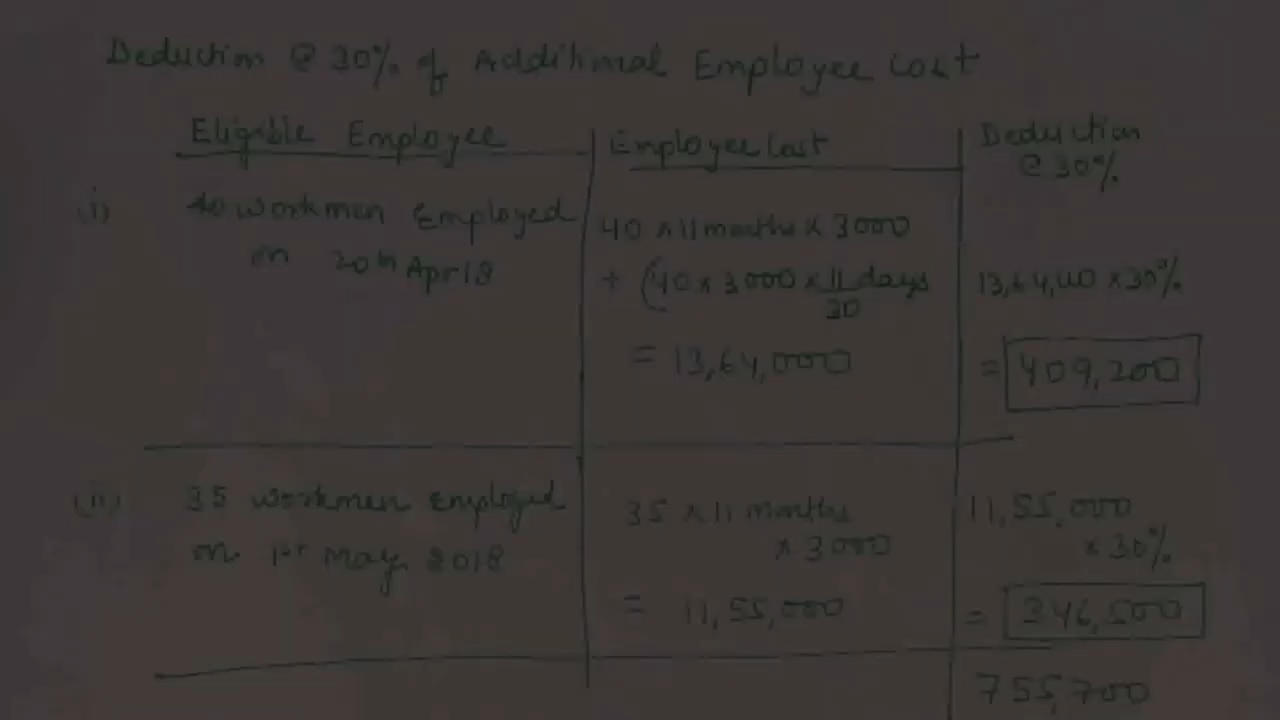 Deduction @ 30% of Additional Employee Cost
Eligible Employee
Employee Cost
Deduction
@ 30%
(i)
40 workmen Employed
on 20th Apr 18
40 x 11 months x 3000
+ (40 x 3000 x 11 days
30
= 13,64,000
13,64,000 x 30%
= 409,200
(ii)
35 workmen employed
on 1st May 2018
35 x 11 months
x 3000
= 11,55,000
11,55,000
x 30%
= 346,500
755,700